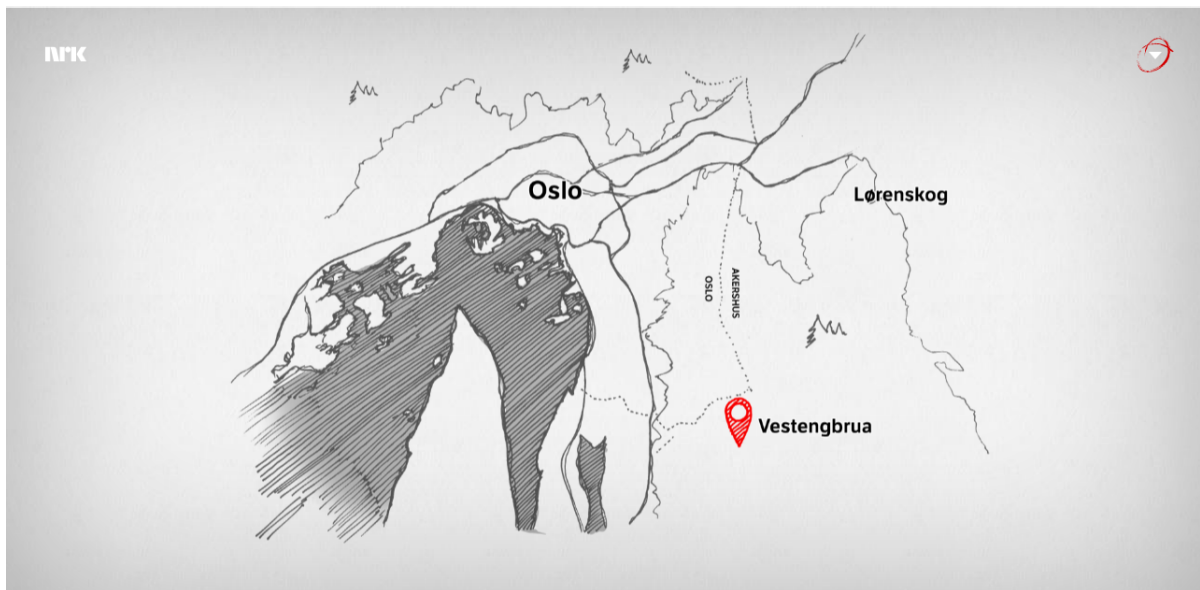 NRK
Oslo
Lørenskog
AKERSHUS
OSLO
Vestengbrua